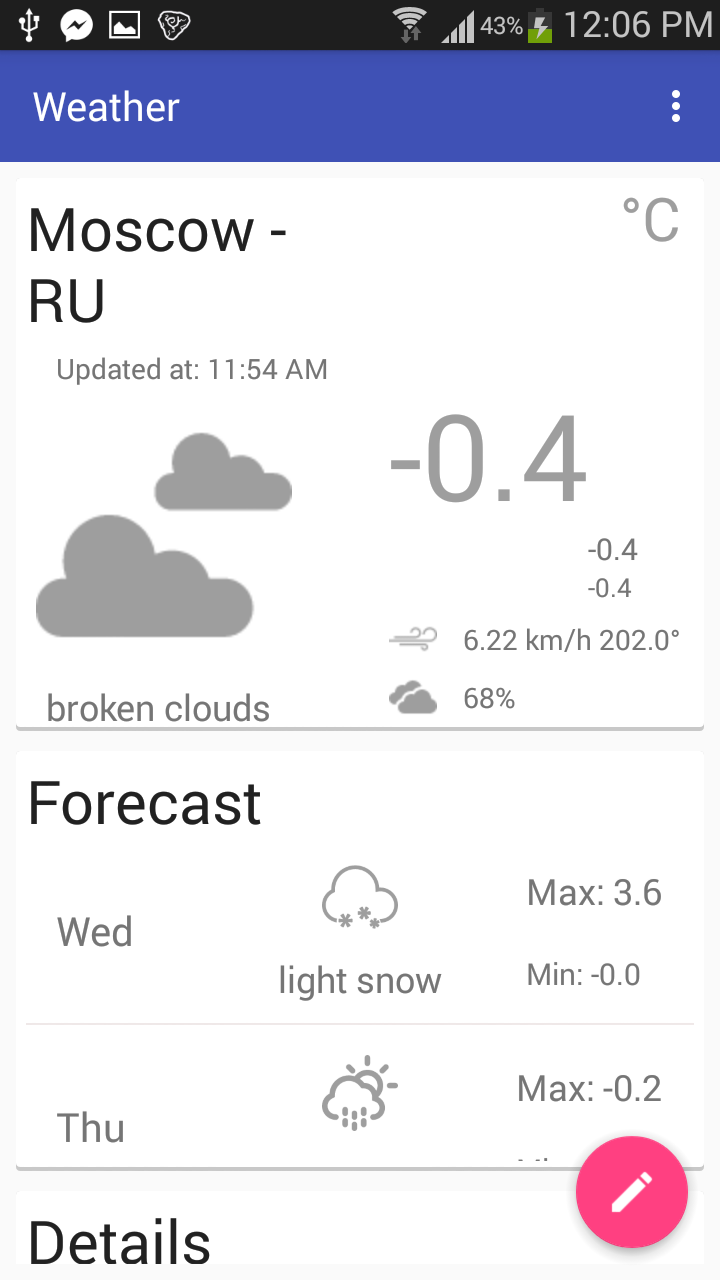 43% 12:06 PM
Weather
Moscow -
RU
°C
Updated at: 11:54 AM
-0.4
-0.4
-0.4
6.22 km/h 202.0°
68%
broken clouds
Forecast
Wed
light snow
Max: 3.6
Min: -0.0
Thu
Max: -0.2
Details